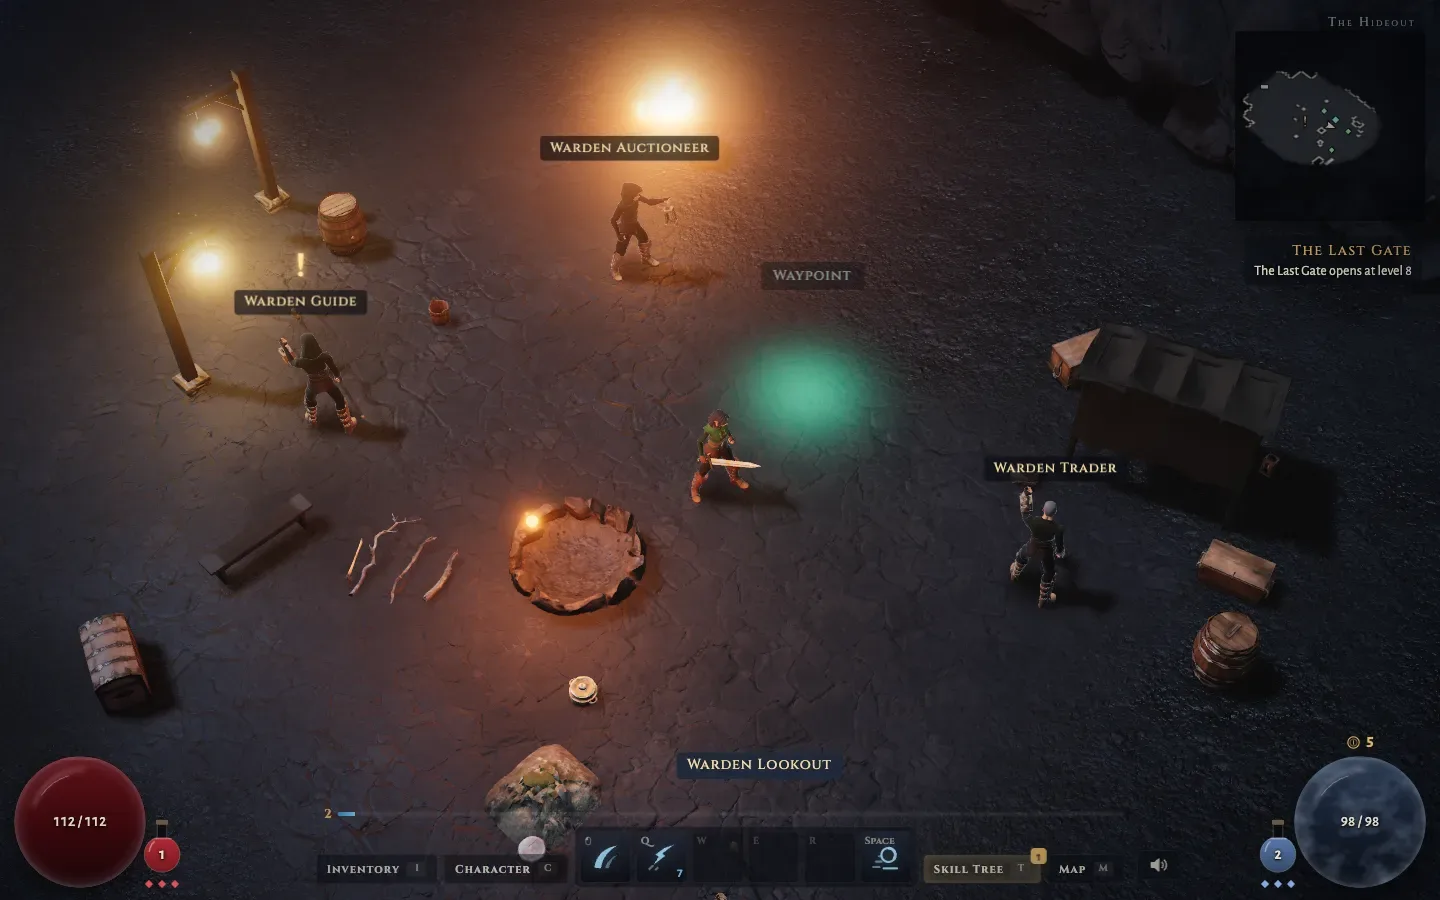 The Hideout
Warden Auctioneer
Waypoint
The Last Gate
The Last Gate opens at level 8
!
Warden Guide
Warden Trader
5
Warden Lookout
2
112/112
1
Inventory I
Character C
Q
7
W
E
R
Space
Skill Tree T
1
Map M
2
98/98